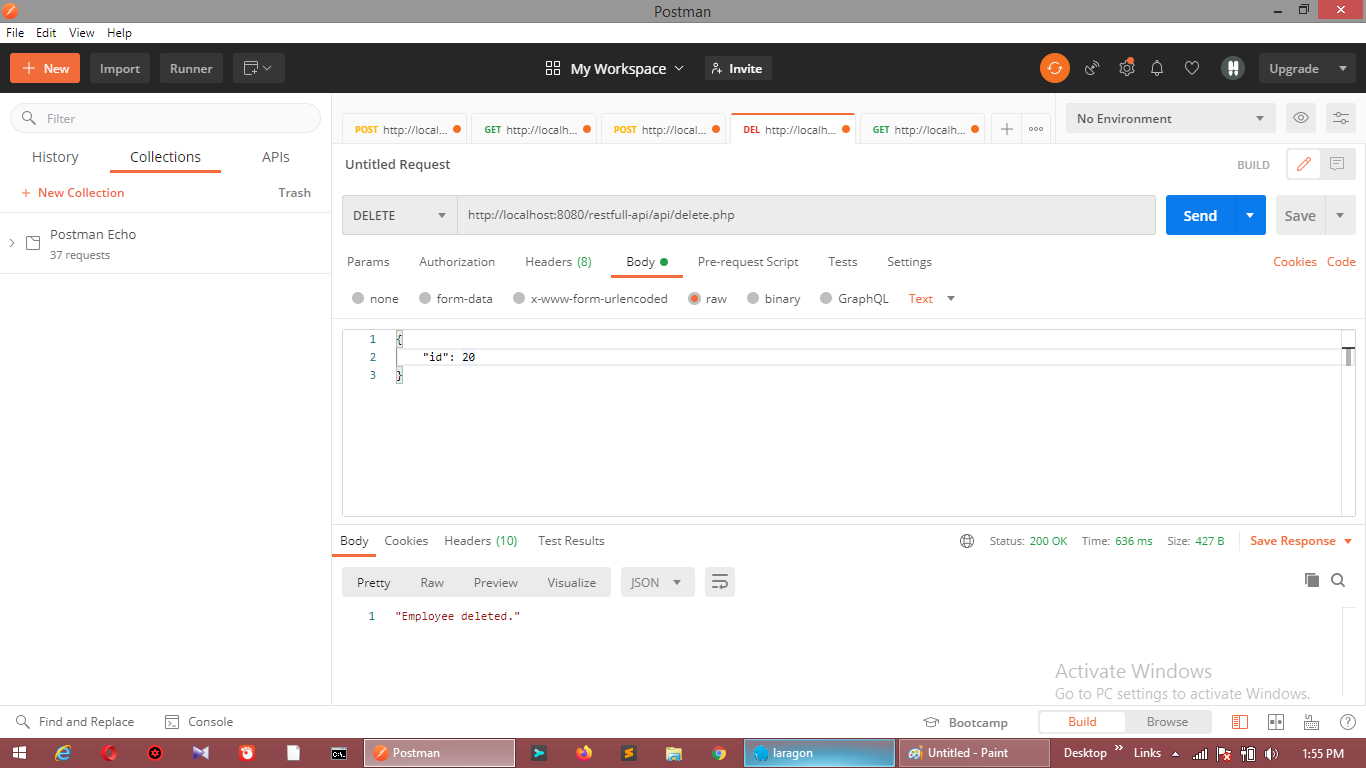 Postman
File Edit View Help
New Import Runner My Workspace Invite Upgrade
Filter
History Collections APIs
+ New Collection Trash
Postman Echo
37 requests
POST http://local... GET http://localh... POST http://local... DEL http://localh... GET http://localh... No Environment
Untitled Request BUILD
DELETE http://localhost:8080/restfull-api/api/delete.php Send Save
Params Authorization Headers (8) Body Pre-request Script Tests Settings Cookies Code
none form-data x-www-form-urlencoded raw binary GraphQL Text
1 {
2 "id": 20
3 }
Body Cookies Headers (10) Test Results Status: 200 OK Time: 636 ms Size: 427 B Save Response
Pretty Raw Preview Visualize JSON
1 "Employee deleted."
Activate Windows
Go to PC settings to activate Windows.
Find and Replace Console Bootcamp Build Browse
Postman laragon Untitled - Paint Desktop Links 1:55 PM